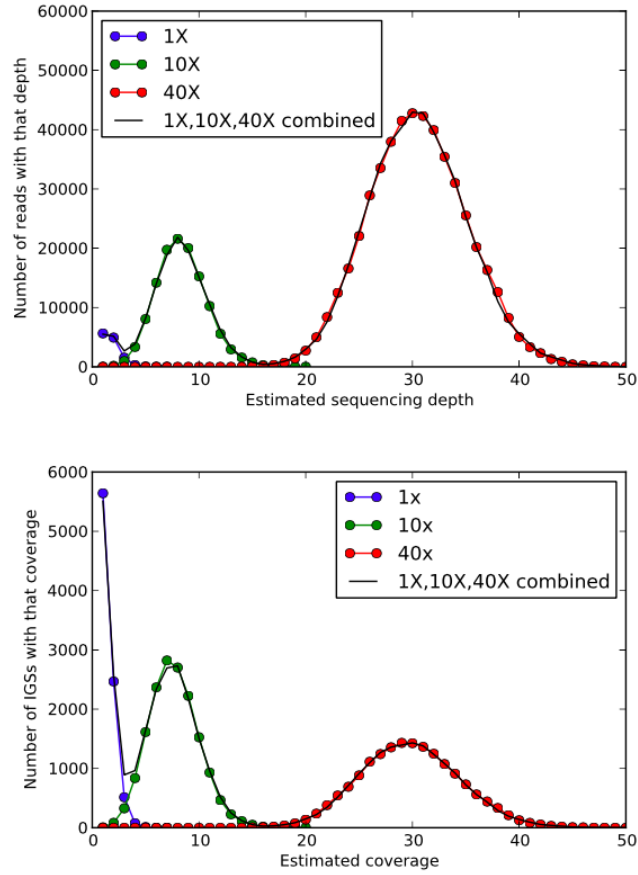 60000
50000
40000
30000
20000
10000
0
Number of reads with that depth
1X
10X
40X
1X,10X,40X combined
0 10 20 30 40 50
Estimated sequencing depth
6000
5000
4000
3000
2000
1000
0
Number of IGSs with that coverage
1x
10x
40x
1X,10X,40X combined
0 10 20 30 40 50
Estimated coverage